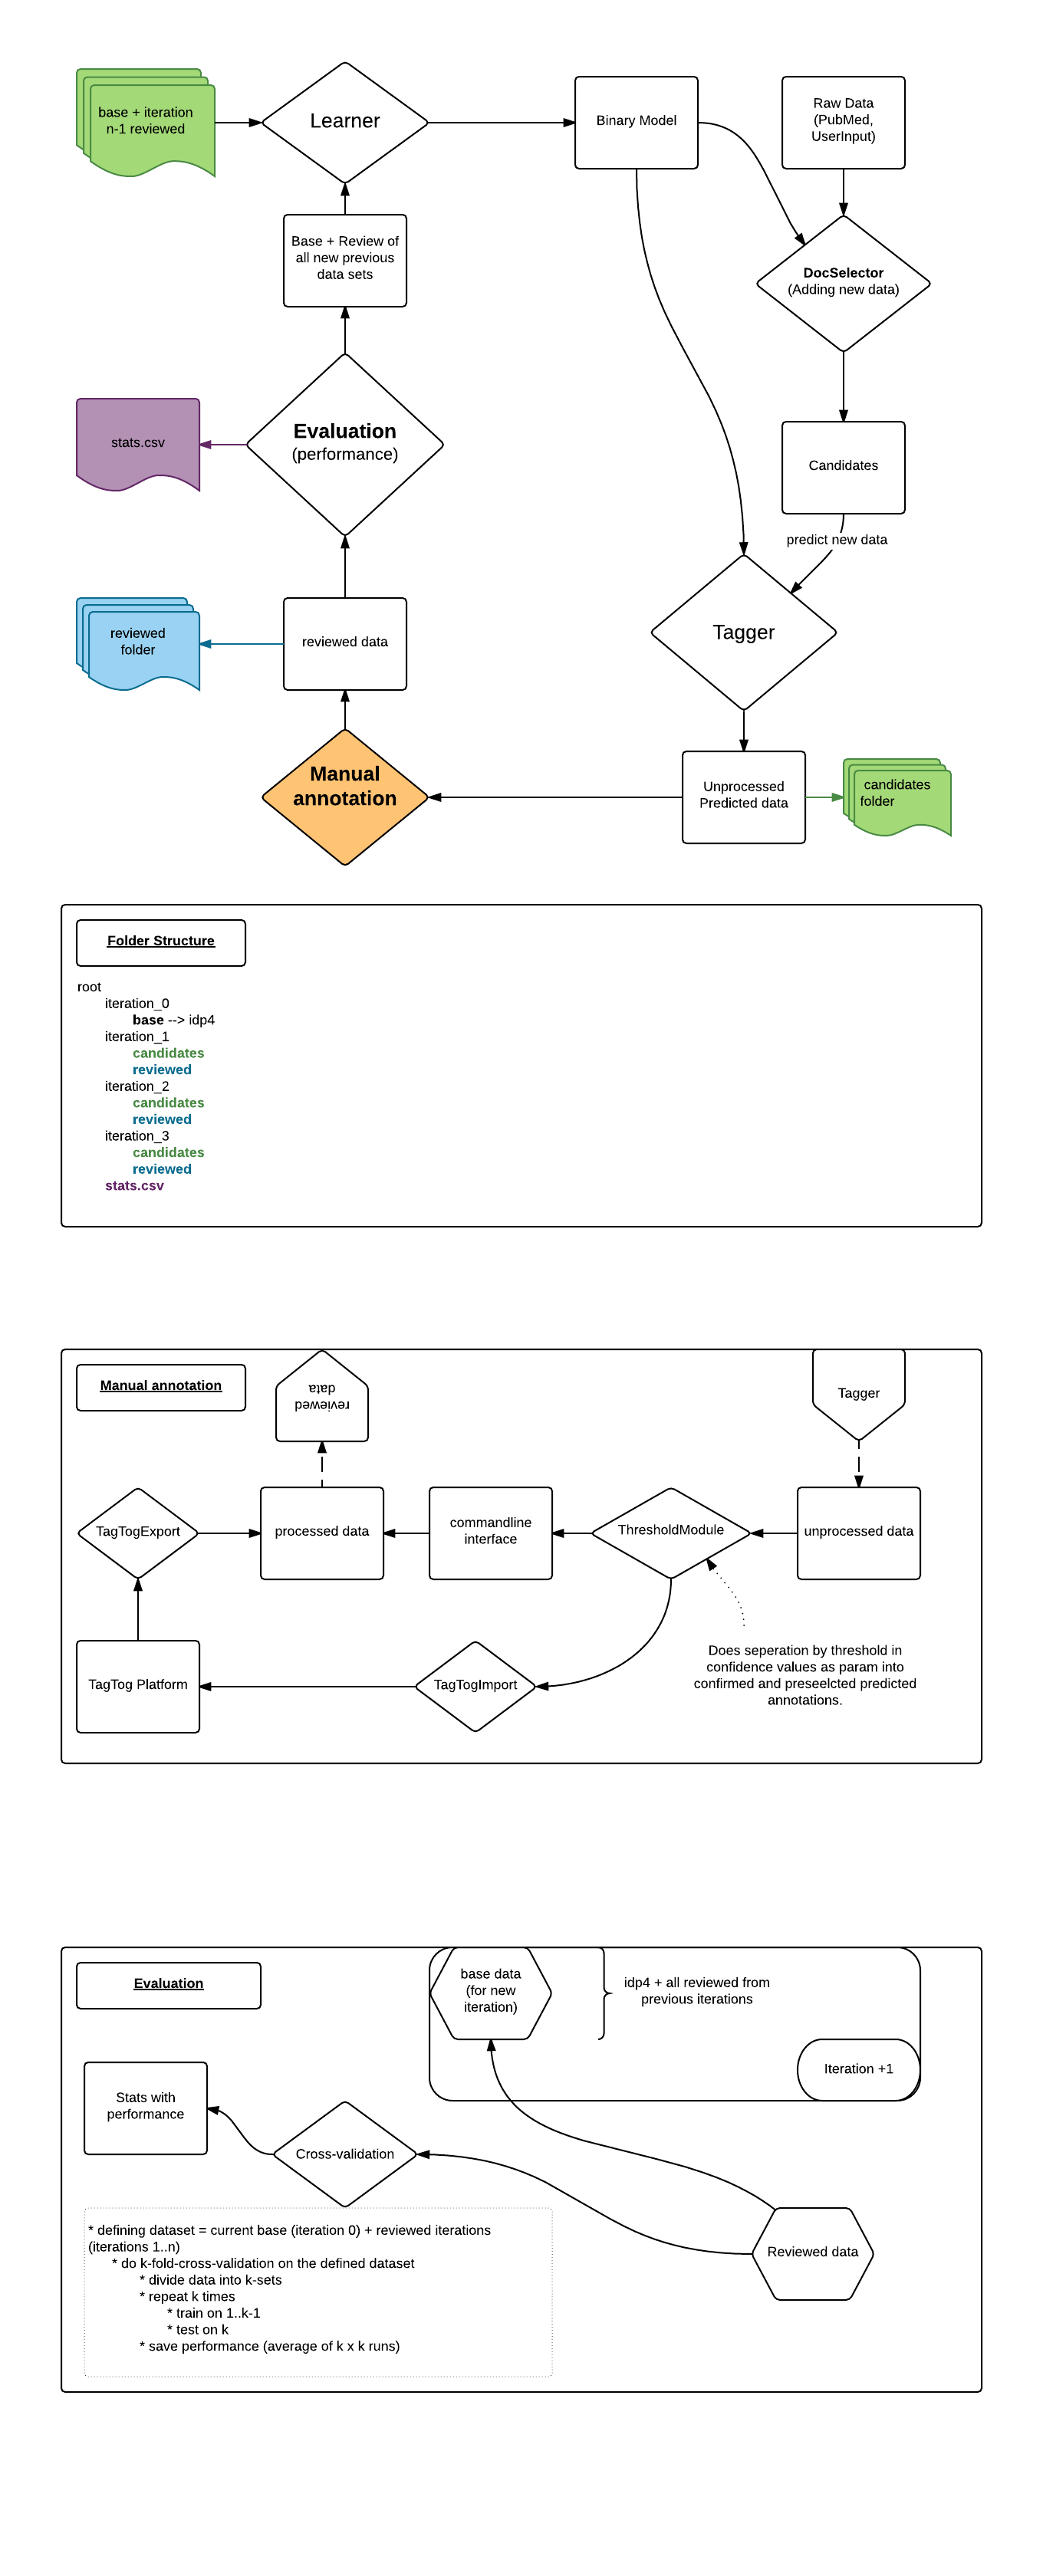 base + iteration
n-1 reviewed
Learner
Binary Model
Raw Data
(PubMed,
UserInput)
Base + Review of
all new previous
data sets
DocSelector
(Adding new data)
stats.csv
Evaluation
(performance)
Candidates
predict new data
reviewed
folder
reviewed data
Tagger
Manual
annotation
Unprocessed
Predicted data
candidates
folder
Folder Structure
root
iteration_0
base --> idp4
iteration_1
candidates
reviewed
iteration_2
candidates
reviewed
iteration_3
candidates
reviewed
stats.csv
Manual annotation
reviewed
data
Tagger
TagTogExport
processed data
commandline
interface
ThresholdModule
unprocessed data
TagTog Platform
TagTogImport
Does seperation by threshold in
confidence values as param into
confirmed and preseelcted predicted
annotations.
Evaluation
base data
(for new
iteration)
idp4 + all reviewed from
previous iterations
Iteration +1
Stats with
performance
Cross-validation
Reviewed data
* defining dataset = current base (iteration 0) + reviewed iterations
(iterations 1..n)
* do k-fold-cross-validation on the defined dataset
* divide data into k-sets
* repeat k times
* train on 1..k-1
* test on k
* save performance (average of k x k runs)